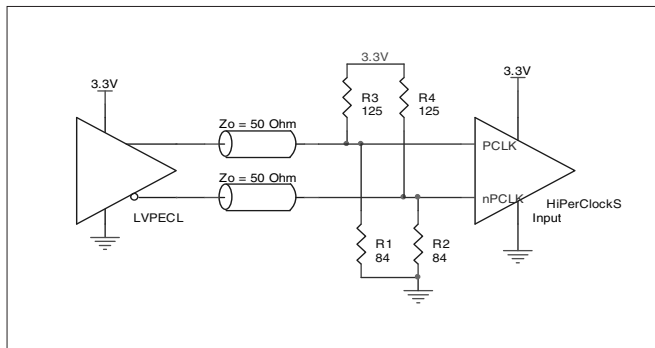 3.3V
3.3V
3.3V
R3
125
R4
125
Zo = 50 Ohm
PCLK
Zo = 50 Ohm
nPCLK
HiPerClockS
Input
LVPECL
R1
84
R2
84